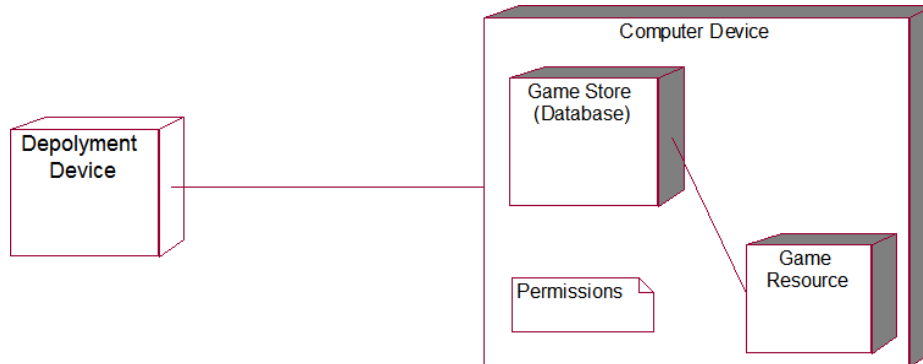 Computer Device
Game Store
(Database)
Depolyment
Device
Game
Resource
Permissions